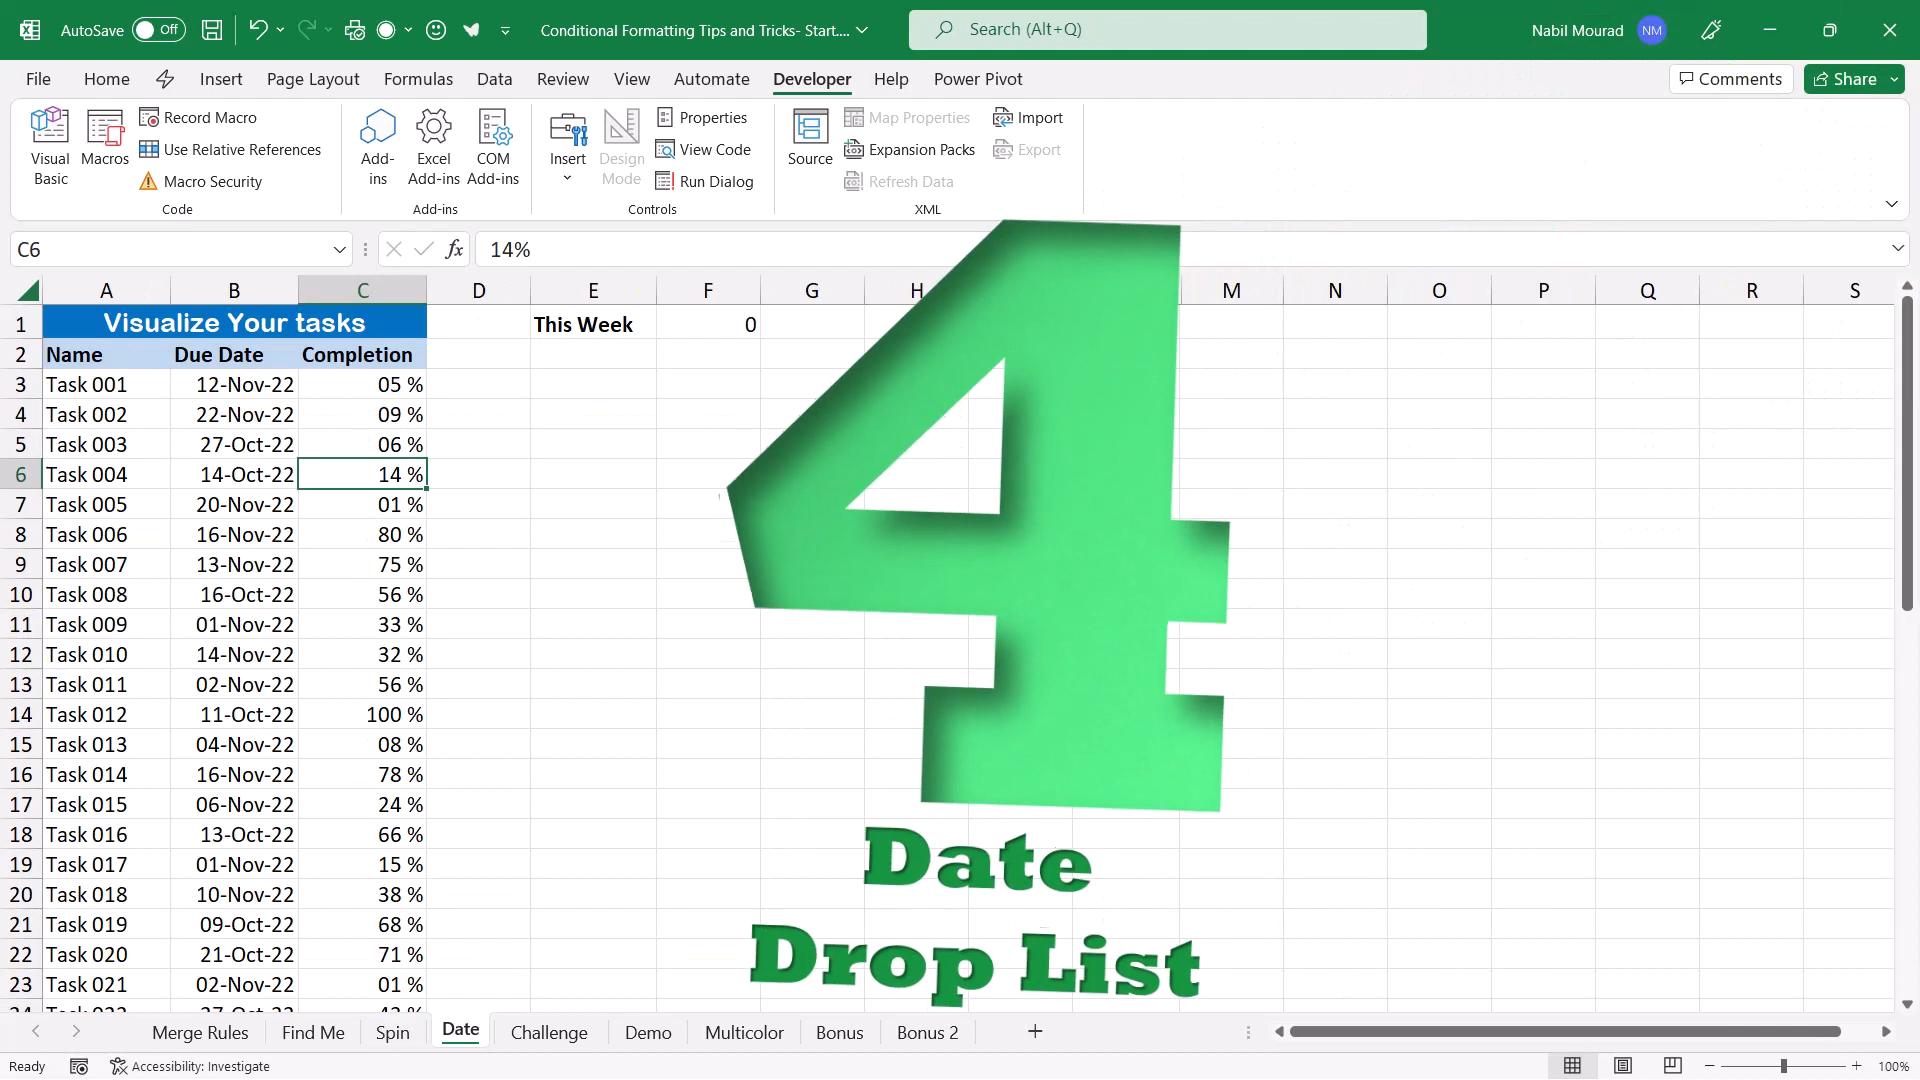 AutoSave Off Conditional Formatting Tips and Tricks- Start.... Search (Alt+Q) Nabil Mourad NM
File Home Insert Page Layout Formulas Data Review View Automate Developer Help Power Pivot Comments Share
Visual Basic
Macros
Record Macro
Use Relative References
Macro Security
Code
Add-ins
Excel Add-ins
COM Add-ins
Add-ins
Insert
Design Mode
Properties
View Code
Run Dialog
Controls
Source
Map Properties
Expansion Packs
Refresh Data
Import
Export
XML
C6 fx 14%
A B C D E F G H M N O P Q R S
1 Visualize Your tasks This Week 0
2 Name Due Date Completion
3 Task 001 12-Nov-22 05 %
4 Task 002 22-Nov-22 09 %
5 Task 003 27-Oct-22 06 %
6 Task 004 14-Oct-22 14 %
7 Task 005 20-Nov-22 01 %
8 Task 006 16-Nov-22 80 %
9 Task 007 13-Nov-22 75 %
10 Task 008 16-Oct-22 56 %
11 Task 009 01-Nov-22 33 %
12 Task 010 14-Nov-22 32 %
13 Task 011 02-Nov-22 56 %
14 Task 012 11-Oct-22 100 %
15 Task 013 04-Nov-22 08 %
16 Task 014 16-Nov-22 78 %
17 Task 015 06-Nov-22 24 %
18 Task 016 13-Oct-22 66 %
19 Task 017 01-Nov-22 15 %
20 Task 018 10-Nov-22 38 %
21 Task 019 09-Oct-22 68 %
22 Task 020 21-Oct-22 71 %
23 Task 021 02-Nov-22 01 %
4
Date
Drop List
Merge Rules Find Me Spin Date Challenge Demo Multicolor Bonus Bonus 2
Ready Accessibility: Investigate 100%